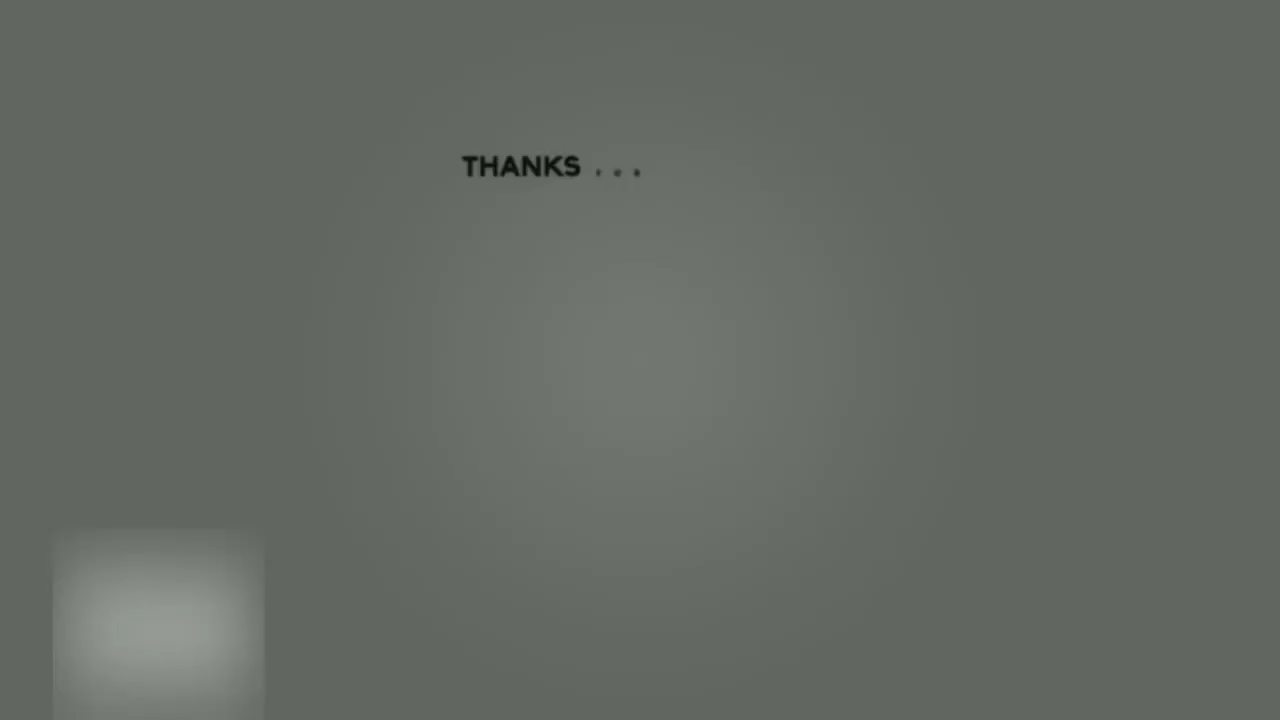 THANKS . . .